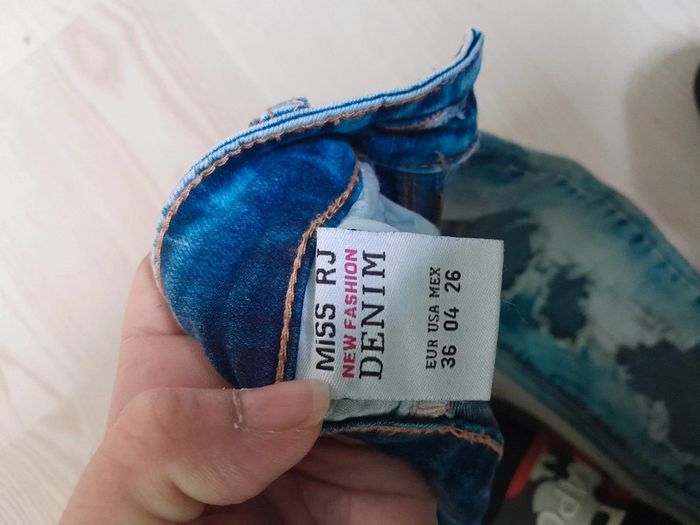 MiSS RJ
NEW FASHION
DENIM
EUR USA MEX
36 04 26